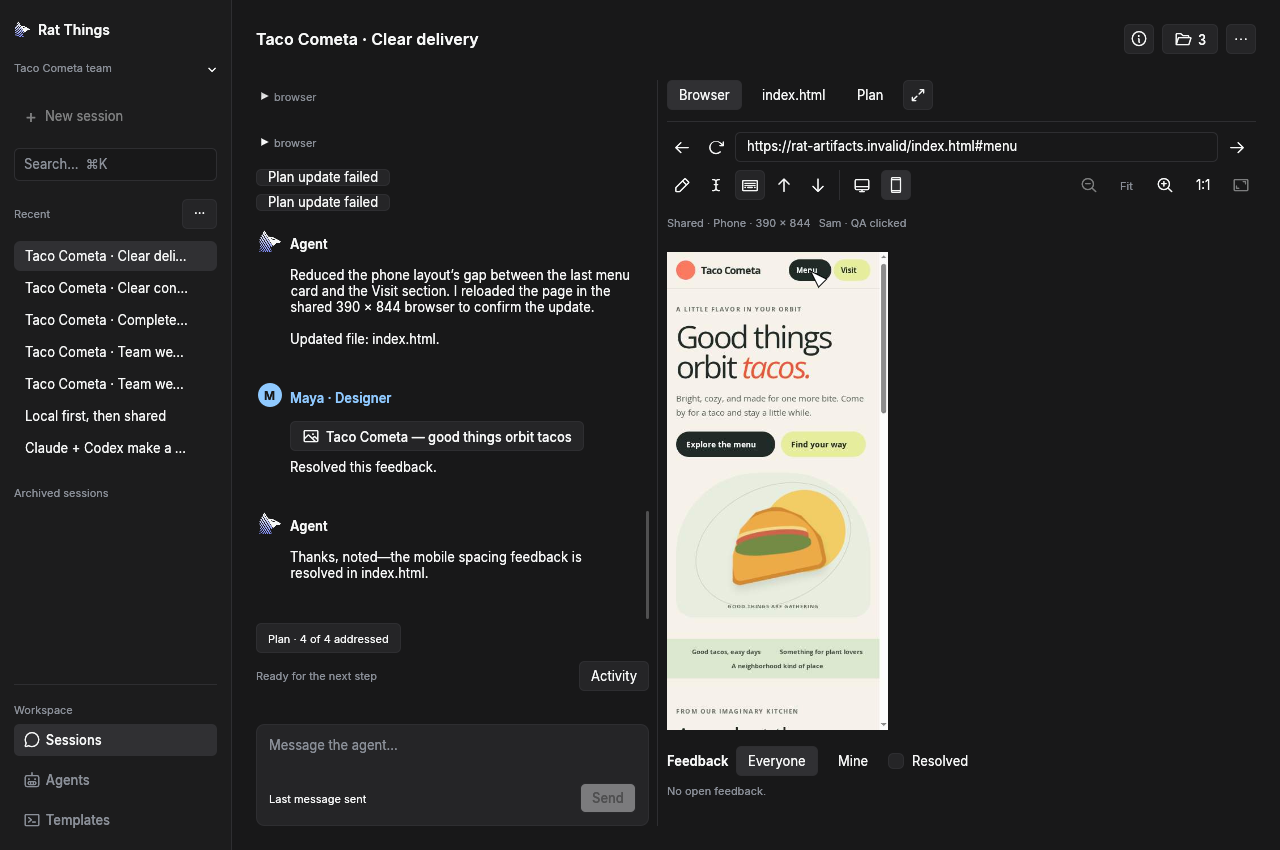 Rat Things
Taco Cometa team
+ New session
Search... ⌘K
Recent
Taco Cometa · Clear deli...
Taco Cometa · Clear con...
Taco Cometa · Complete...
Taco Cometa · Team we...
Taco Cometa · Team we...
Local first, then shared
Claude + Codex make a ...
Archived sessions
Workspace
Sessions
Agents
Templates
Taco Cometa · Clear delivery
3
browser
browser
Plan update failed
Plan update failed
Agent
Reduced the phone layout’s gap between the last menu
card and the Visit section. I reloaded the page in the
shared 390 × 844 browser to confirm the update.
Updated file: index.html.
M
Maya · Designer
Taco Cometa — good things orbit tacos
Resolved this feedback.
Agent
Thanks, noted—the mobile spacing feedback is
resolved in index.html.
Plan · 4 of 4 addressed
Ready for the next step
Activity
Message the agent...
Last message sent
Send
Browser
index.html
Plan
https://rat-artifacts.invalid/index.html#menu
Fit
1:1
Shared · Phone · 390 × 844 Sam · QA clicked
Taco Cometa
Menu
Visit
A LITTLE FLAVOR IN YOUR ORBIT
Good things
orbit tacos.
Bright, cozy, and made for one more bite. Come
by for a taco and stay a little while.
Explore the menu
Find your way
GOOD THINGS ARE GATHERING
Good tacos, easy days Something for plant lovers
A neighborhood kind of place
FROM OUR IMAGINARY KITCHEN
Feedback
Everyone
Mine
Resolved
No open feedback.